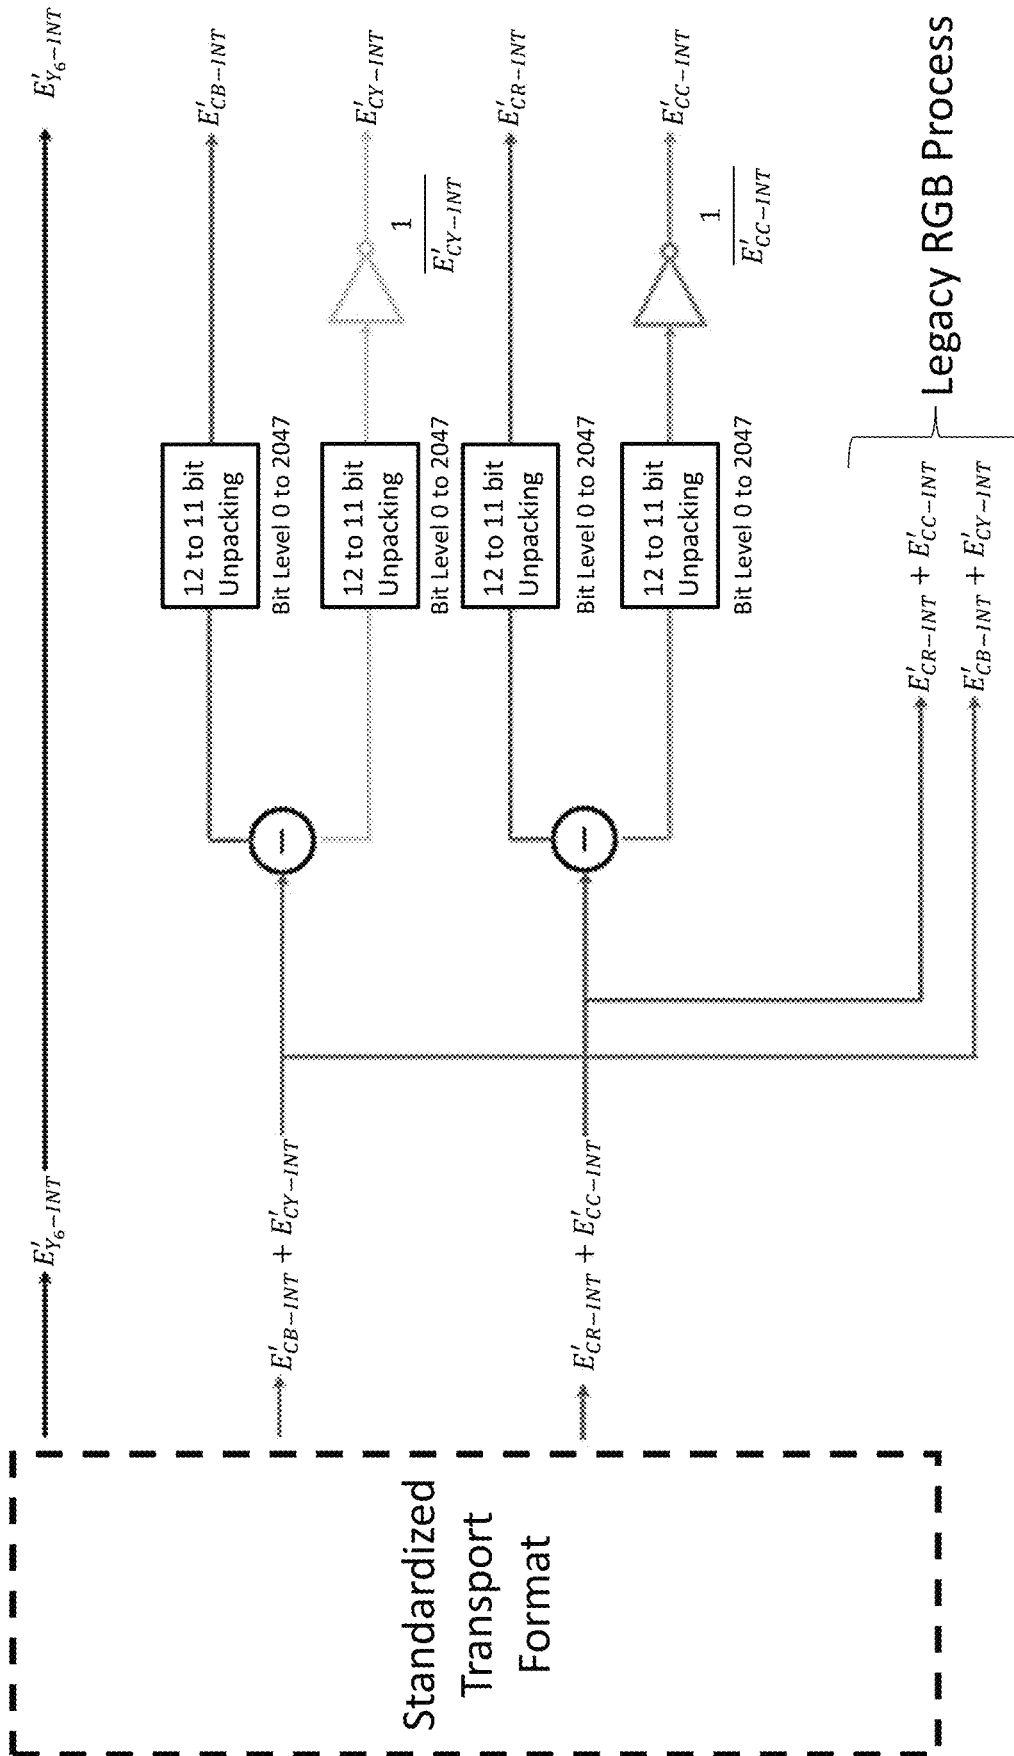 Standardized
Transport
Format
E′Y₆−INT
E′CB−INT + E′CY−INT
E′CR−INT + E′CC−INT
−
−
12 to 11 bit
Unpacking
Bit Level 0 to 2047
12 to 11 bit
Unpacking
Bit Level 0 to 2047
12 to 11 bit
Unpacking
Bit Level 0 to 2047
12 to 11 bit
Unpacking
Bit Level 0 to 2047
1
E′CY−INT
1
E′CC−INT
E′Y₆−INT
E′CB−INT
E′CY−INT
E′CR−INT
E′CC−INT
E′CR−INT + E′CC−INT
E′CB−INT + E′CY−INT
Legacy RGB Process